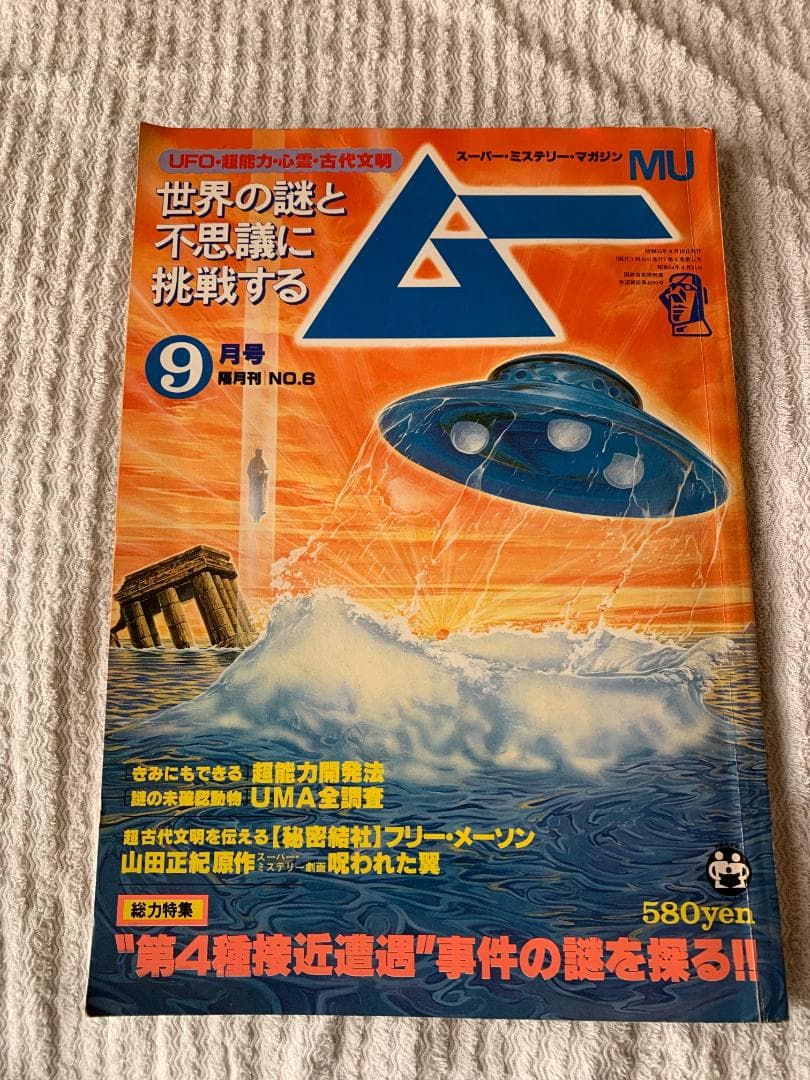 UFO・超能力・心霊・古代文明
スーパー・ミステリー・マガジン MU
世界の謎と
不思議に
挑戦する
ムー
9月号
隔月刊 NO.6
『きみにもできる』超能力開発法
『謎の未確認動物』UMA全調査
超古代文明を伝える【秘密結社】フリー・メーソン
山田正紀原作スーパー・ミステリー劇画呪われた翼
580yen
総力特集
"第4種接近遭遇"事件の謎を探る!!